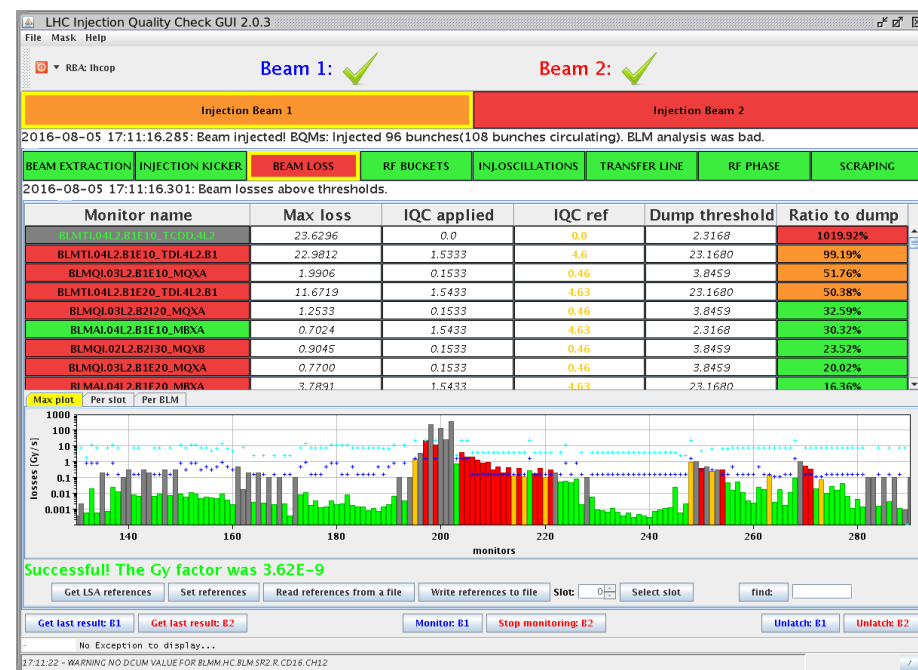 LHC Injection Quality Check GUI 2.0.3
File Mask Help
RBA: lhcop
Beam 1:
Beam 2:
Injection Beam 1
Injection Beam 2
2016-08-05 17:11:16.285: Beam injected! BQMs: Injected 96 bunches(108 bunches circulating). BLM analysis was bad.
BEAM EXTRACTION INJECTION KICKER BEAM LOSS RF BUCKETS INJ.OSCILLATIONS TRANSFER LINE RF PHASE SCRAPING
2016-08-05 17:11:16.301: Beam losses above thresholds.
Monitor name Max loss IQC applied IQC ref Dump threshold Ratio to dump
BLMTI.04L2.B1E10_TCDD.4L2 23.6296 0.0 0.0 2.3168 1019.92%
BLMTI.04L2.B1E10_TDI.4L2.B1 22.9812 1.5333 4.6 23.1680 99.19%
BLMQI.03L2.B1E10_MQXA 1.9906 0.1533 0.46 3.8459 51.76%
BLMTI.04L2.B1E20_TDI.4L2.B1 11.6719 1.5433 4.63 23.1680 50.38%
BLMQI.03L2.B2I20_MQXA 1.2533 0.1533 0.46 3.8459 32.59%
BLMAI.04L2.B1E10_MBXA 0.7024 1.5433 4.63 2.3168 30.32%
BLMQI.02L2.B2I30_MQXB 0.9045 0.1533 0.46 3.8459 23.52%
BLMQI.03L2.B1E20_MQXA 0.7700 0.1533 0.46 3.8459 20.02%
BLMAI.04L2.B1E20_MBXA 3.7891 1.5433 4.63 23.1680 16.36%
Max plot Per slot Per BLM
losses [Gy/s]
1000
100
10
1
0.1
0.01
0.001
140 160 180 200 220 240 260 280
monitors
Successful! The Gy factor was 3.62E-9
Get LSA references Set references Read references from a file Write references to file Slot: 0 Select slot find:
Get last result: B1 Get last result: B2 Monitor: B1 Stop monitoring: B2 Unlatch: B1 Unlatch: B2
- No Exception to display...
17:11:22 - WARNING NO DCUM VALUE FOR BLMM.HC.BLM.SR2.R.CD16.CH12